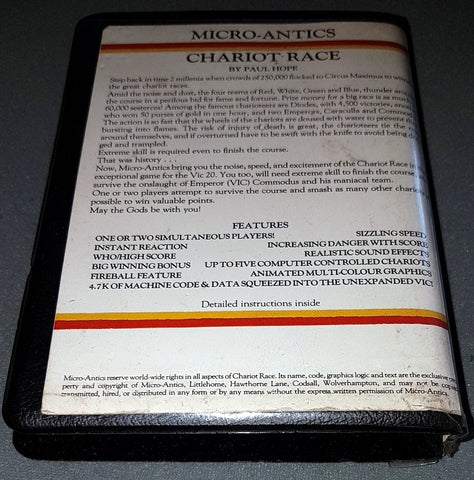 MICRO-ANTICS
CHARIOT RACE
BY PAUL HOPE
Step back in time 2 millenia when crowds of 250,000 flocked to Circus Maximus to
the great chariot races.
Amid the noise and dust, the four teams of Red, White, Green and Blue, thunder
the course in a perilous bid for fame and fortune. Prize money for a big race is as much
60,000 sesterces! Among the famous charioteers are Diocles, with 4,500 victories,
who won 50 purses of gold in one hour, and two Emperors, Caracalla and Commod
The action is so fast that the wheels of the chariots are doused with water to prevent
bursting into flames. The risk of injury of death is great, the charioteers tie the
around themselves, and if overturned have to be swift with the knife to avoid being
ged and trampled.
Extreme skill is required even to finish the course.
That was history . . .
Now, Micro-Antics bring you the noise, speed, and excitement of the Chariot Race in
exceptional game for the Vic 20. You too, will need extreme skill to finish the course
survive the onslaught of Emperor (VIC) Commodus and his maniacal team.
One or two players attempt to survive the course and smash as many other chariots
possible to win valuable points.
May the Gods be with you!
FEATURES
ONE OR TWO SIMULTANEOUS PLAYERS! SIZZLING SPEED
INSTANT REACTION INCREASING DANGER WITH SCORE
WHO/HIGH SCORE REALISTIC SOUND EFFECTS
BIG WINNING BONUS UP TO FIVE COMPUTER CONTROLLED CHARIOTS
FIREBALL FEATURE ANIMATED MULTI-COLOUR GRAPHICS
4.7K OF MACHINE CODE & DATA SQUEEZED INTO THE UNEXPANDED VIC!
Detailed instructions inside
Micro-Antics reserve world-wide rights in all aspects of Chariot Race. Its name, code, graphics logic and text are the exclusive
perty and copyright of Micro-Antics, Littlehome, Hawthorne Lane, Codsall, Wolverhampton, and may not be
transmitted, hired, or distributed in any form or by any means without the express written permission of Micro-Antics.